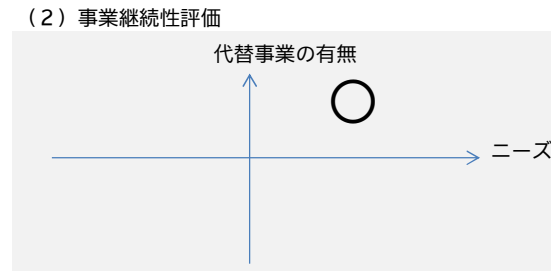 （２）事業継続性評価
代替事業の有無
ニーズ